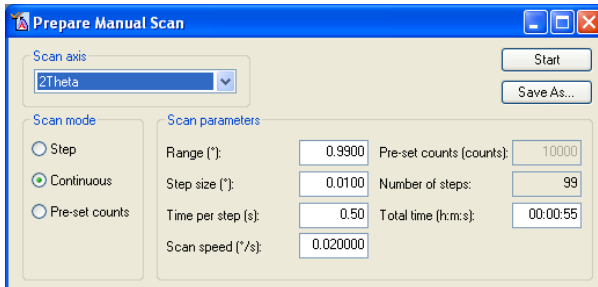 Prepare Manual Scan
Scan axis
2Theta
Start
Save As...
Scan mode
Step
Continuous
Pre-set counts
Scan parameters
Range (°): 0.9900 Pre-set counts (counts): 10000
Step size (°): 0.0100 Number of steps: 99
Time per step (s): 0.50 Total time (h:m:s): 00:00:55
Scan speed (°/s): 0.020000